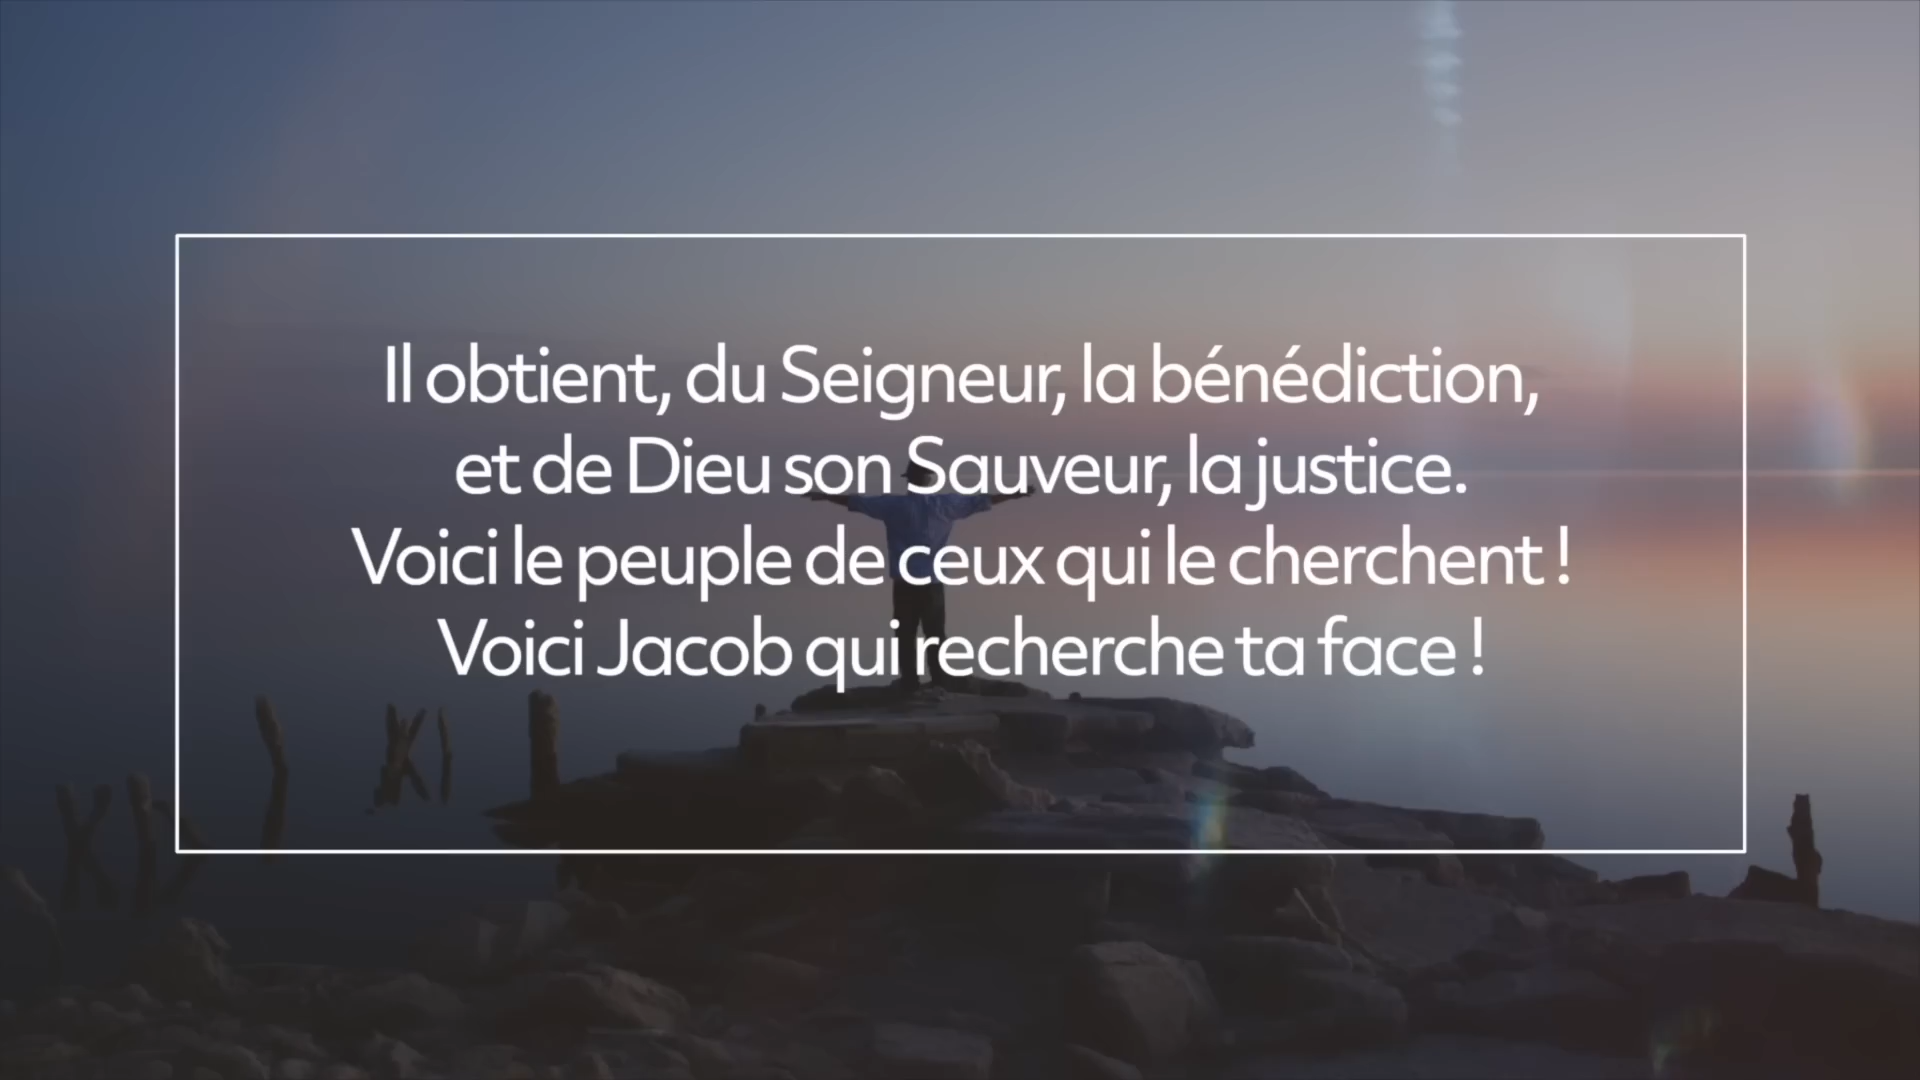 Il obtient, du Seigneur, la bénédiction,
et de Dieu son Sauveur, la justice.
Voici le peuple de ceux qui le cherchent !
Voici Jacob qui recherche ta face !